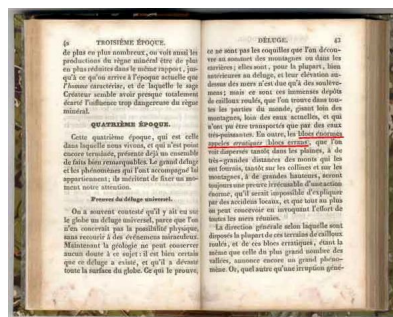 40 TROISIÈME ÉPOQUE.
de plus en plus nombreux, on voit aussi les
productions du règne minéral être de plus
en plus réduites dans le même rapport, jus-
qu'à ce qu'on arrive à l'époque actuelle que
l'homme caractérise, et de laquelle le sage
Créateur semble avoir presque totalement
écarté l'influence trop dangereuse du règne
minéral.
QUATRIÈME ÉPOQUE.
Cette quatrième époque, qui est celle
dans laquelle nous vivons, et qui n'est point
encore terminée, présente déjà un ensemble
de faits bien remarquables. Le grand déluge
et les phénomènes qui l'ont accompagné lui
appartiennent; ils méritent de fixer un mo-
ment notre attention.
Preuves du déluge universel.
On a souvent contesté qu'il y ait eu sur
le globe un déluge universel, parce que l'on
n'en concevait pas la possibilité physique,
sans recourir à des événemens miraculeux.
Maintenant la géologie ne peut conserver
aucun doute à ce sujet : il est bien certain
que ce déluge a existé, et qu'il a dévasté
toute la surface du globe. Ce qui le prouve,
DÉLUGE. 41
ce ne sont pas les coquilles que l'on décou-
vre au sommet des montagnes ou dans les
carrières; elles sont, pour la plupart, bien
antérieures au déluge, et leur élévation au-
dessus des mers n'est due qu'à des soulève-
mens; mais ce sont ces immenses dépôts
de cailloux roulés, que l'on trouve dans tou-
tes les parties du monde, gisant loin des
montagnes, loin des eaux actuelles, et qui
n'ont pu être transportés que par des eaux
très-puissantes. En outre, les blocs énormes
appelés erratiques (blocs errans), que l'on
voit dispersés tantôt dans les plaines, à de
très-grandes distances des monts qui les
ont fournis, tantôt sur les collines et sur les
montagnes, à de grandes hauteurs, seront
toujours une preuve irrécusable d'une action
énorme, qu'il serait impossible d'expliquer
par des accidens locaux, et que tout au plus
on peut concevoir en invoquant l'effet de
toutes les mers réunies.
La direction générale selon laquelle sont
disposés la plupart de ces terrains de cailloux
roulés, et de ces blocs erratiques, étant la
même que celle du plus grand nombre des
vallées, annonce encore un grand phéno-
mène. Or, quel autre qu'une irruption géné-